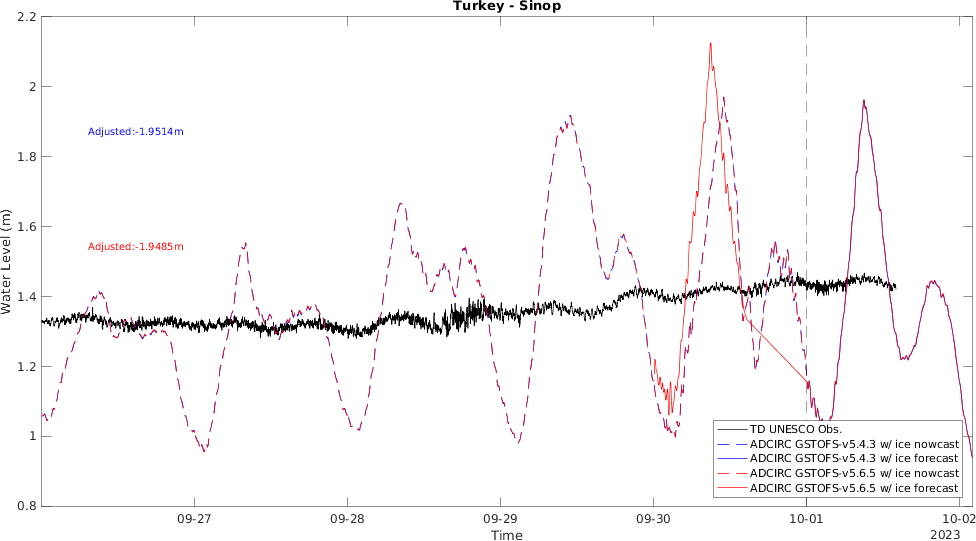 Turkey - Sinop
2.2
2
1.8
1.6
1.4
1.2
1
0.8
Water Level (m)
Adjusted:-1.9514m
Adjusted:-1.9485m
TD UNESCO Obs.
ADCIRC GSTOFS-v5.4.3 w/ ice nowcast
ADCIRC GSTOFS-v5.4.3 w/ ice forecast
ADCIRC GSTOFS-v5.6.5 w/ ice nowcast
ADCIRC GSTOFS-v5.6.5 w/ ice forecast
09-27 09-28 09-29 09-30 10-01 10-02
Time
2023